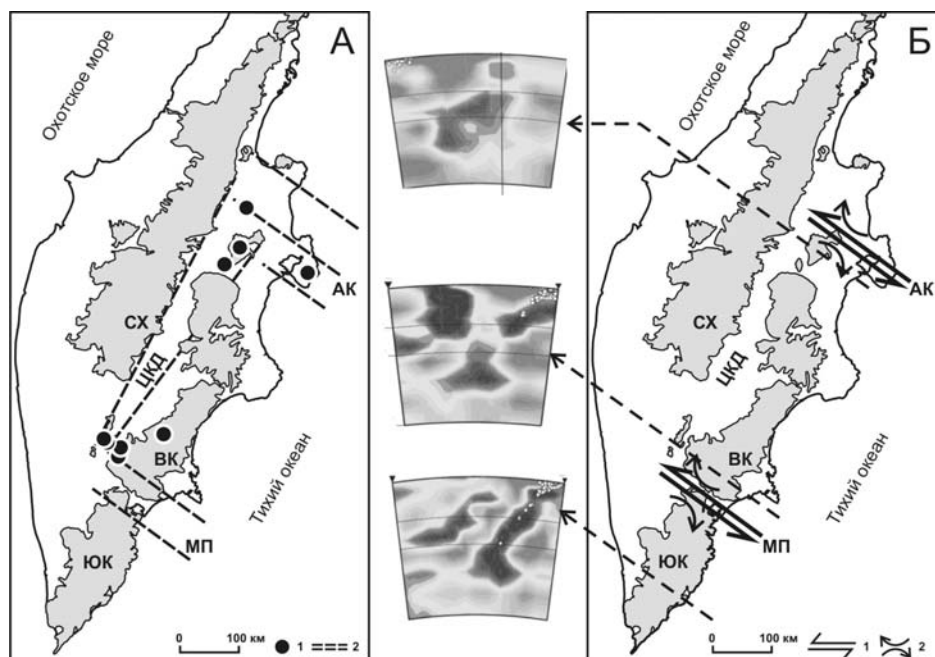 А
Охотское море
АК
СХ
ЦКД
ВК
Тихий океан
МП
ЮК
0 100 км
1 2
Б
Охотское море
АК
СХ
ЦКД
ВК
Тихий океан
МП
ЮК
0 100 км
1 2